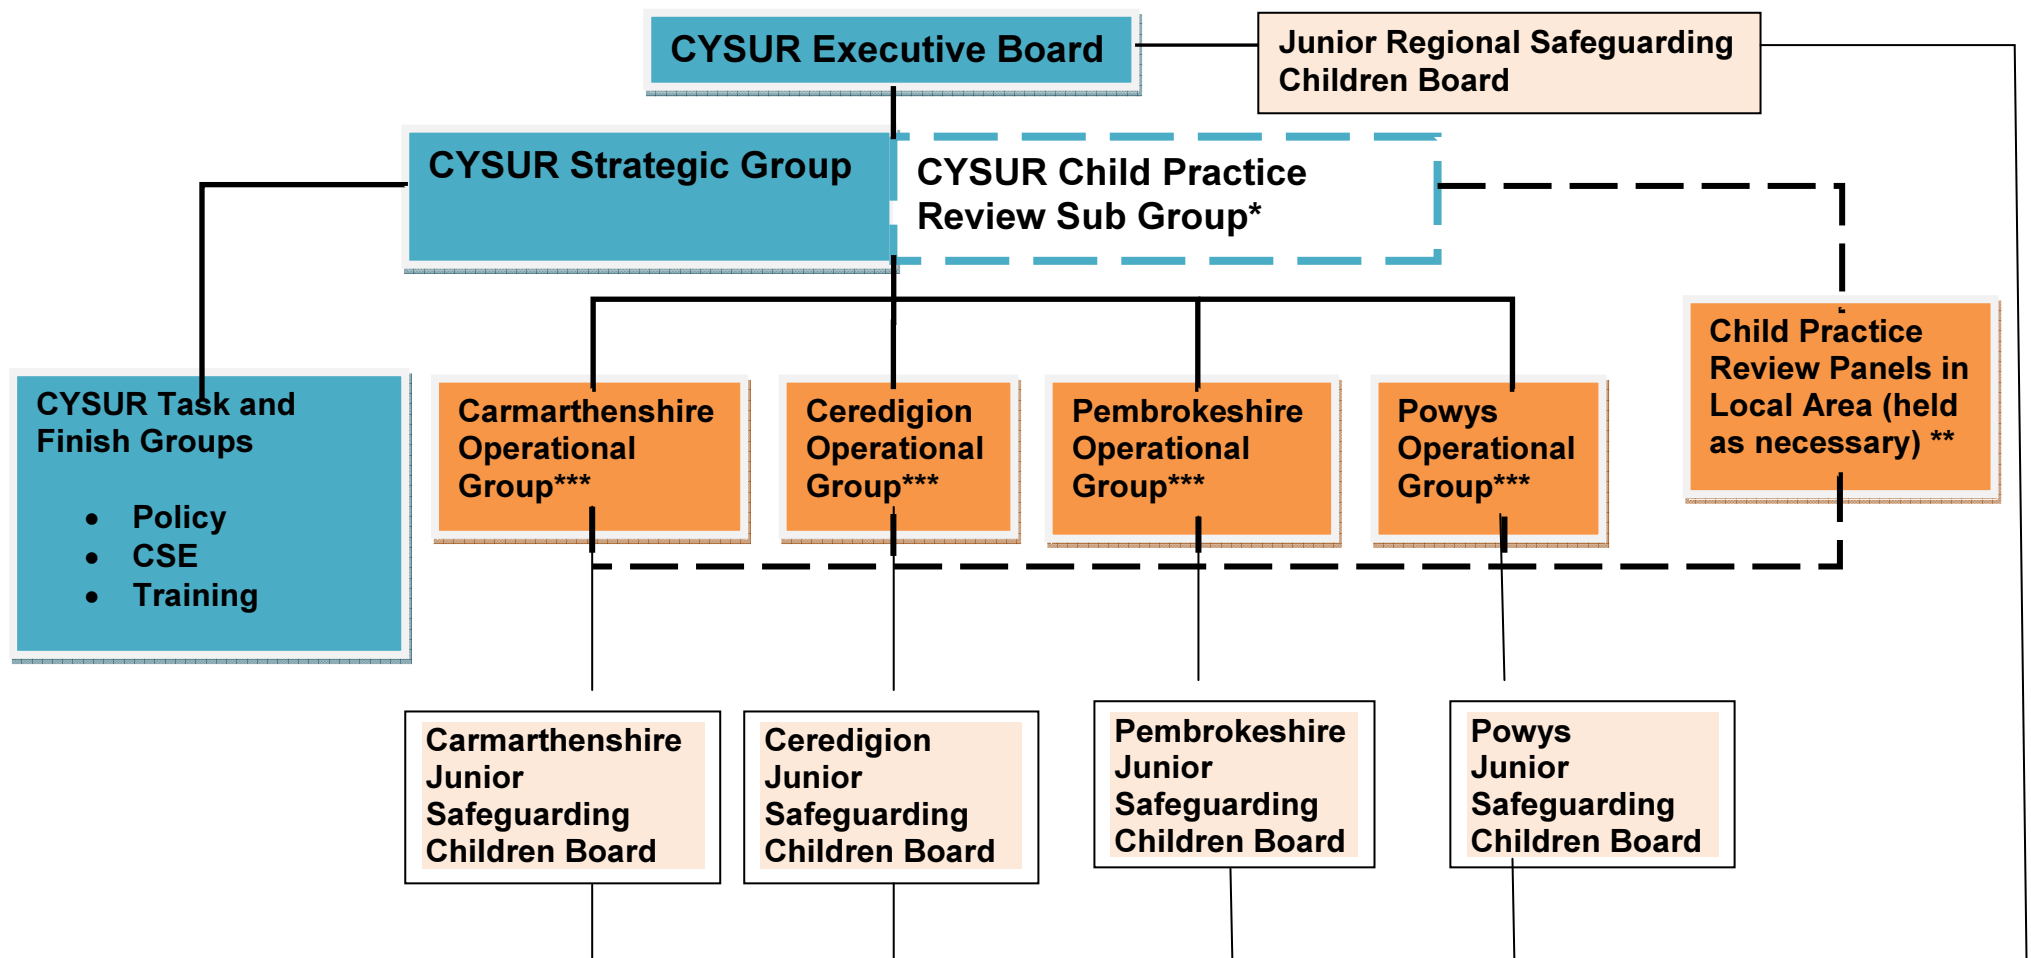 CYSUR Executive Board
Junior Regional Safeguarding
Children Board
CYSUR Strategic Group
CYSUR Child Practice
Review Sub Group*
Child Practice
Review Panels in
Local Area (held
as necessary) **
CYSUR Task and
Finish Groups
• Policy
• CSE
• Training
Carmarthenshire
Operational
Group***
Ceredigion
Operational
Group***
Pembrokeshire
Operational
Group***
Powys
Operational
Group***
Carmarthenshire
Junior
Safeguarding
Children Board
Ceredigion
Junior
Safeguarding
Children Board
Pembrokeshire
Junior
Safeguarding
Children Board
Powys
Junior
Safeguarding
Children Board